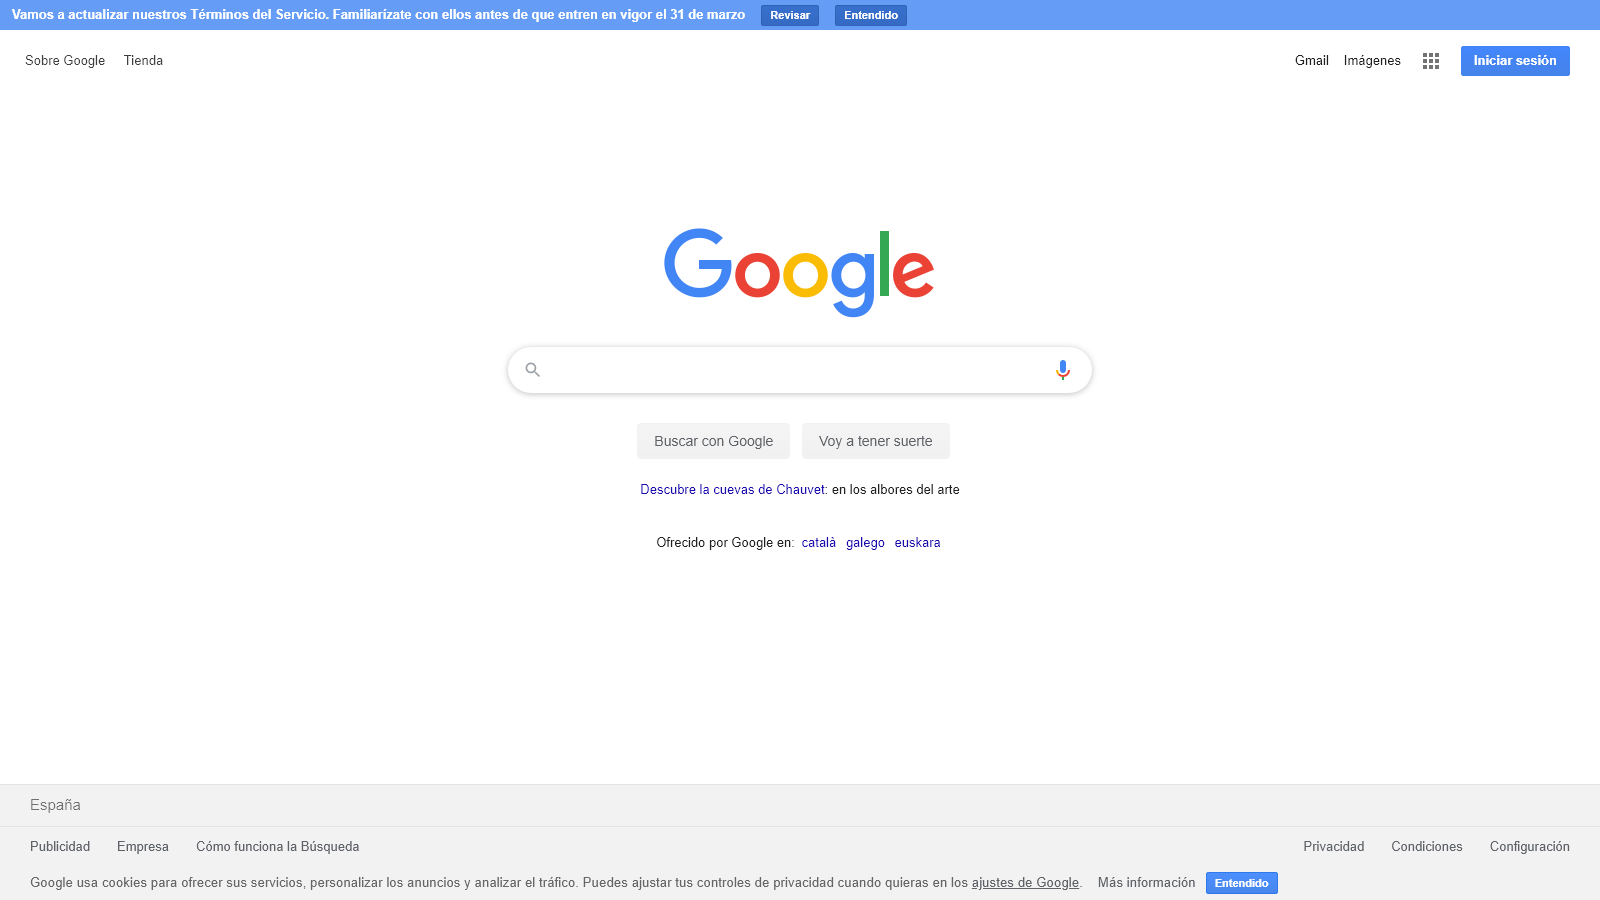 Vamos a actualizar nuestros Términos del Servicio. Familiarízate con ellos antes de que entren en vigor el 31 de marzo Revisar Entendido
Sobre Google Tienda Gmail Imágenes Iniciar sesión
Google
Buscar con Google Voy a tener suerte
Descubre la cuevas de Chauvet: en los albores del arte
Ofrecido por Google en: català galego euskara
España
Publicidad Empresa Cómo funciona la Búsqueda Privacidad Condiciones Configuración
Google usa cookies para ofrecer sus servicios, personalizar los anuncios y analizar el tráfico. Puedes ajustar tus controles de privacidad cuando quieras en los ajustes de Google. Más información Entendido